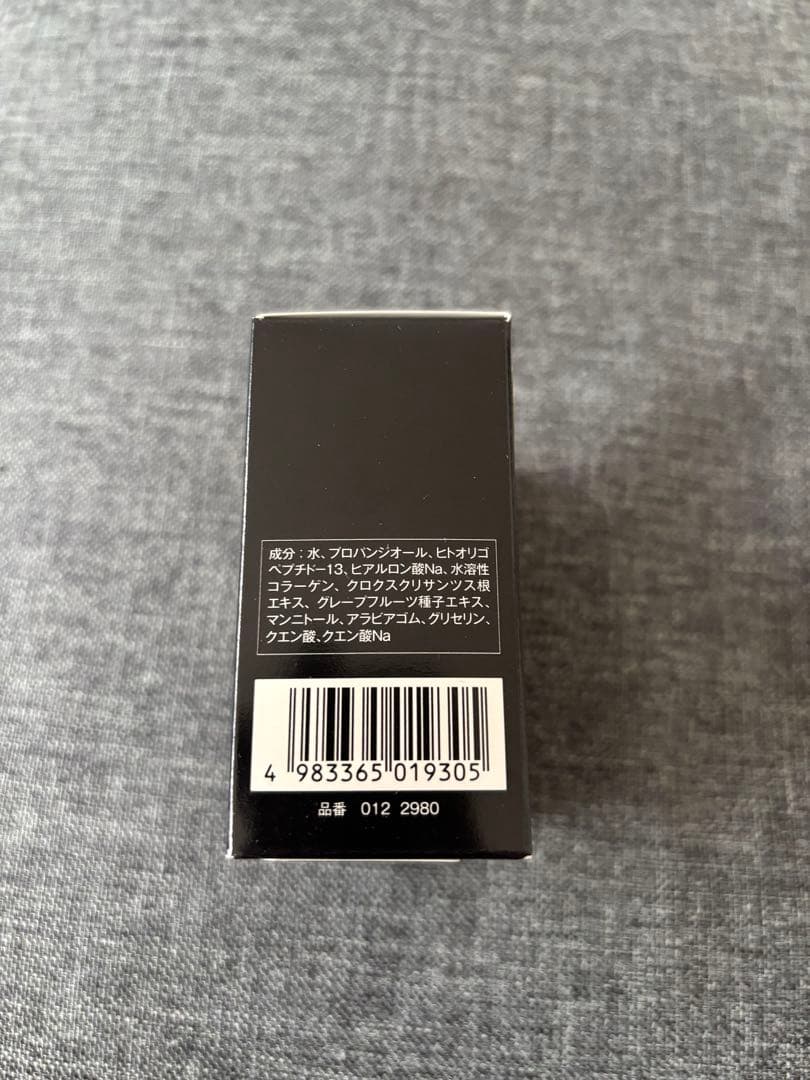 成分：水、プロパンジオール、ヒトオリゴ
ペプチド-13、ヒアルロン酸Na、水溶性
コラーゲン、クロクスクリサンツス根
エキス、グレープフルーツ種子エキス、
マンニトール、アラビアゴム、グリセリン、
クエン酸、クエン酸Na
4 983365 019305
品番 012 2980